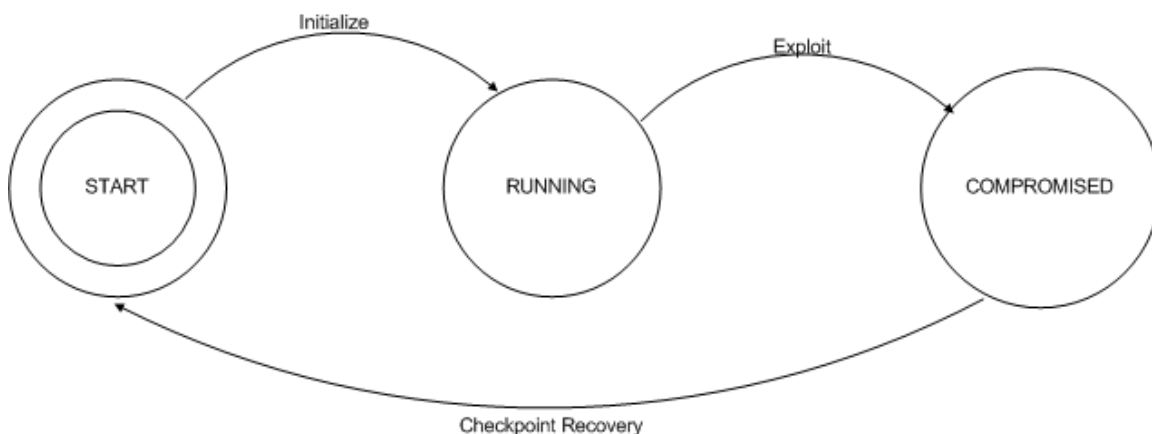 Initialize
Exploit
START
RUNNING
COMPROMISED
Checkpoint Recovery